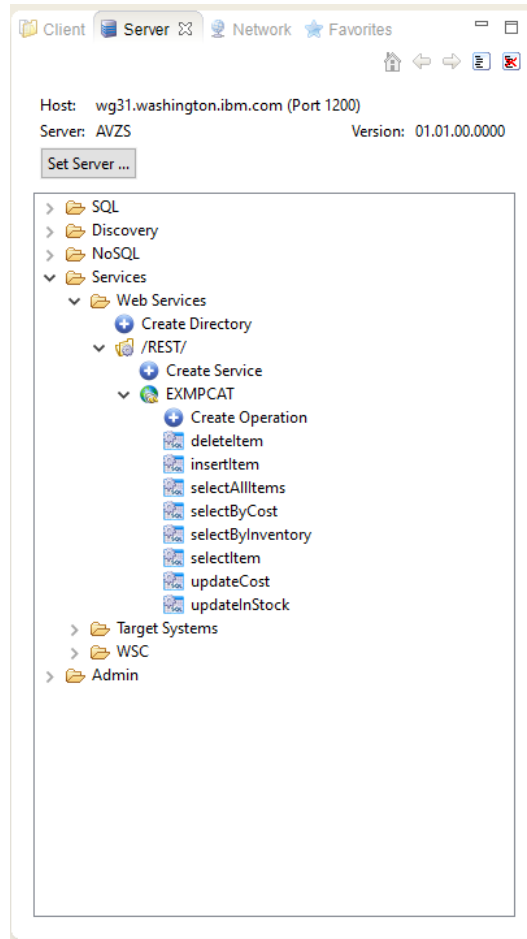 Client Server Network Favorites
Host: wg31.washington.ibm.com (Port 1200)
Server: AVZS Version: 01.01.00.0000
Set Server ...
SQL
Discovery
NoSQL
Services
Web Services
Create Directory
/REST/
Create Service
EXMPCAT
Create Operation
deleteItem
insertItem
selectAllItems
selectByCost
selectByInventory
selectItem
updateCost
updateInStock
Target Systems
WSC
Admin